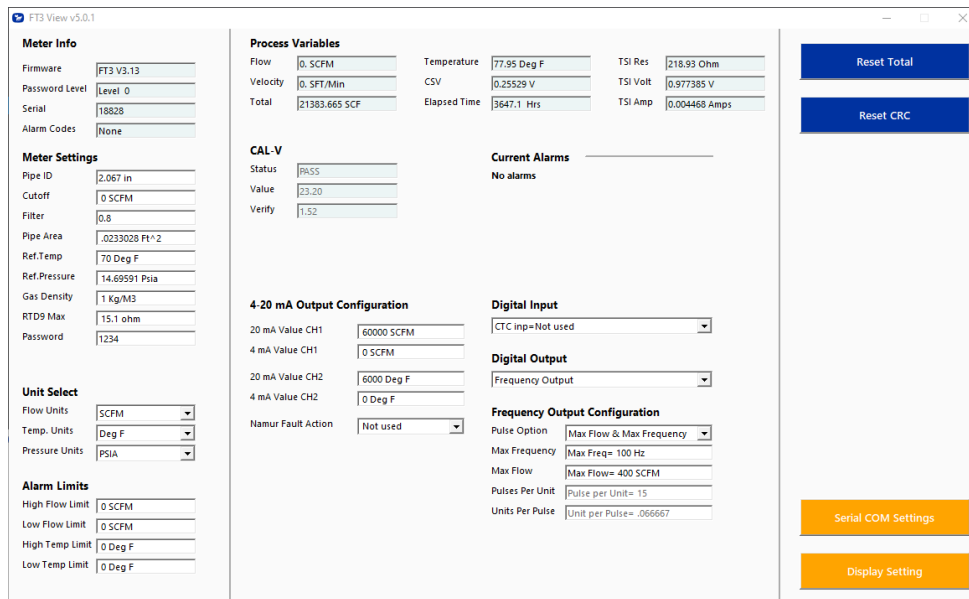 FT3 View v5.0.1
Meter Info
Firmware FT3 V3.13
Password Level Level 0
Serial 18828
Alarm Codes None
Meter Settings
Pipe ID 2.067 in
Cutoff 0 SCFM
Filter 0.8
Pipe Area .0233028 Ft^2
Ref.Temp 70 Deg F
Ref.Pressure 14.69591 Psia
Gas Density 1 Kg/M3
RTD9 Max 15.1 ohm
Password 1234
Unit Select
Flow Units SCFM
Temp. Units Deg F
Pressure Units PSIA
Alarm Limits
High Flow Limit 0 SCFM
Low Flow Limit 0 SCFM
High Temp Limit 0 Deg F
Low Temp Limit 0 Deg F
Process Variables
Flow 0. SCFM Temperature 77.95 Deg F TSI Res 218.93 Ohm
Velocity 0. SFT/Min CSV 0.25529 V TSI Volt 0.977385 V
Total 21383.665 SCF Elapsed Time 3647.1 Hrs TSI Amp 0.004468 Amps
CAL-V
Status PASS
Value 23.20
Verify 1.52
Current Alarms
No alarms
4-20 mA Output Configuration
20 mA Value CH1 60000 SCFM
4 mA Value CH1 0 SCFM
20 mA Value CH2 6000 Deg F
4 mA Value CH2 0 Deg F
Namur Fault Action Not used
Digital Input
CTC inp=Not used
Digital Output
Frequency Output
Frequency Output Configuration
Pulse Option Max Flow & Max Frequency
Max Frequency Max Freq= 100 Hz
Max Flow Max Flow= 400 SCFM
Pulses Per Unit Pulse per Unit= 15
Units Per Pulse Unit per Pulse= .066667
Reset Total
Reset CRC
Serial COM Settings
Display Setting